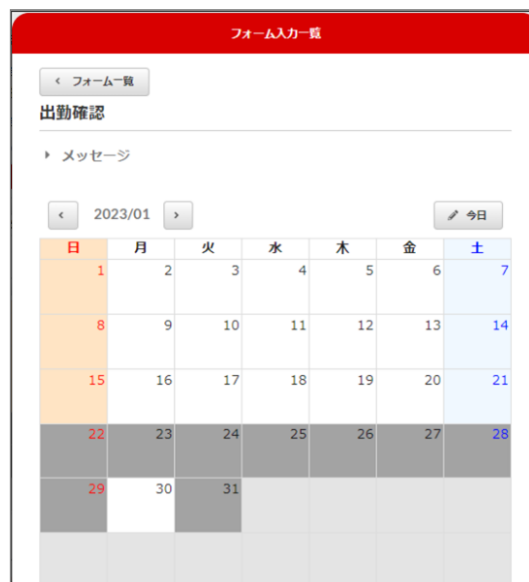 フォーム入力一覧
フォーム一覧
出勤確認
メッセージ
2023/01
今日
日 月 火 水 木 金 土
1 2 3 4 5 6 7
8 9 10 11 12 13 14
15 16 17 18 19 20 21
22 23 24 25 26 27 28
29 30 31